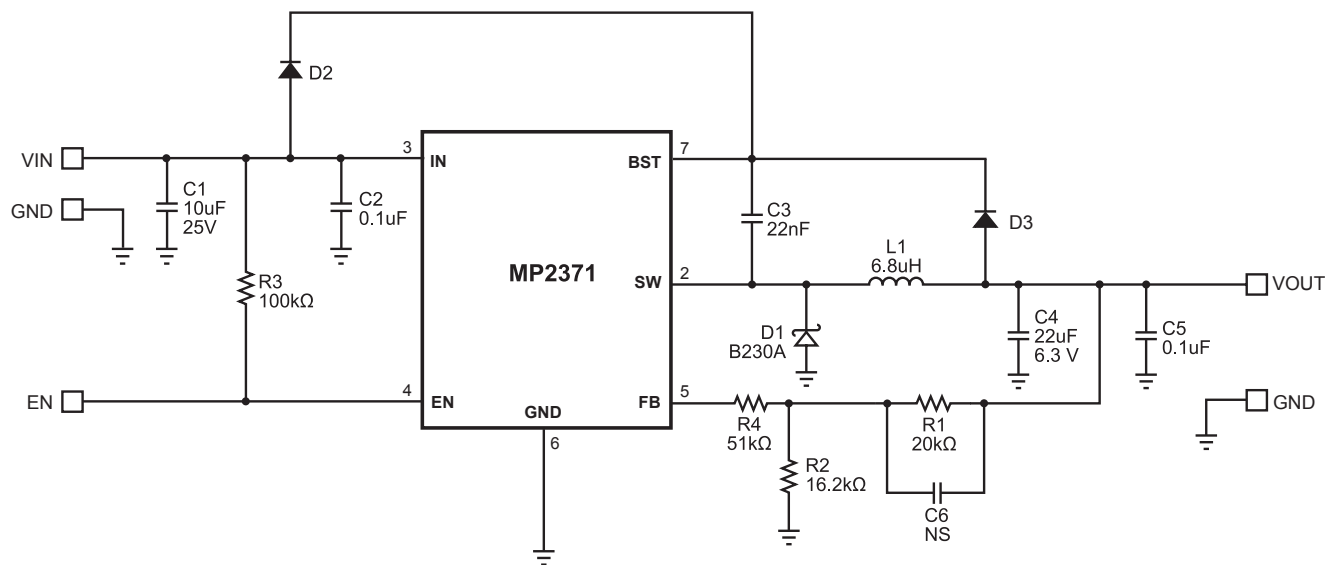 D2
VIN
3
IN
7
BST
C1
10uF
25V
C2
0.1uF
GND
C3
22nF
D3
R3
100kΩ
MP2371
L1
6.8uH
2
SW
VOUT
D1
B230A
C4
22uF
6.3 V
C5
0.1uF
EN
4
EN
GND
6
5
FB
R4
51kΩ
R1
20kΩ
GND
R2
16.2kΩ
C6
NS